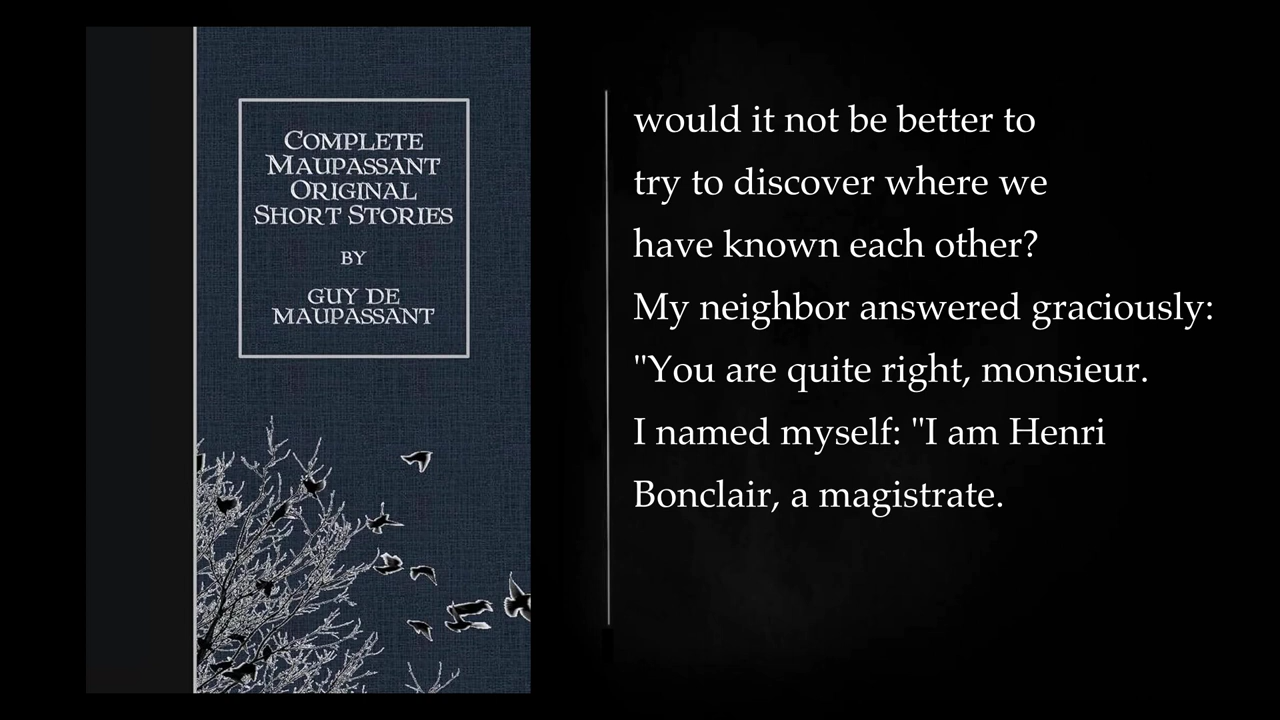 COMPLETE
MAUPASSANT
ORIGINAL
SHORT STORIES
BY
GUY DE
MAUPASSANT
would it not be better to
try to discover where we
have known each other?
My neighbor answered graciously:
"You are quite right, monsieur.
I named myself: "I am Henri
Bonclair, a magistrate.